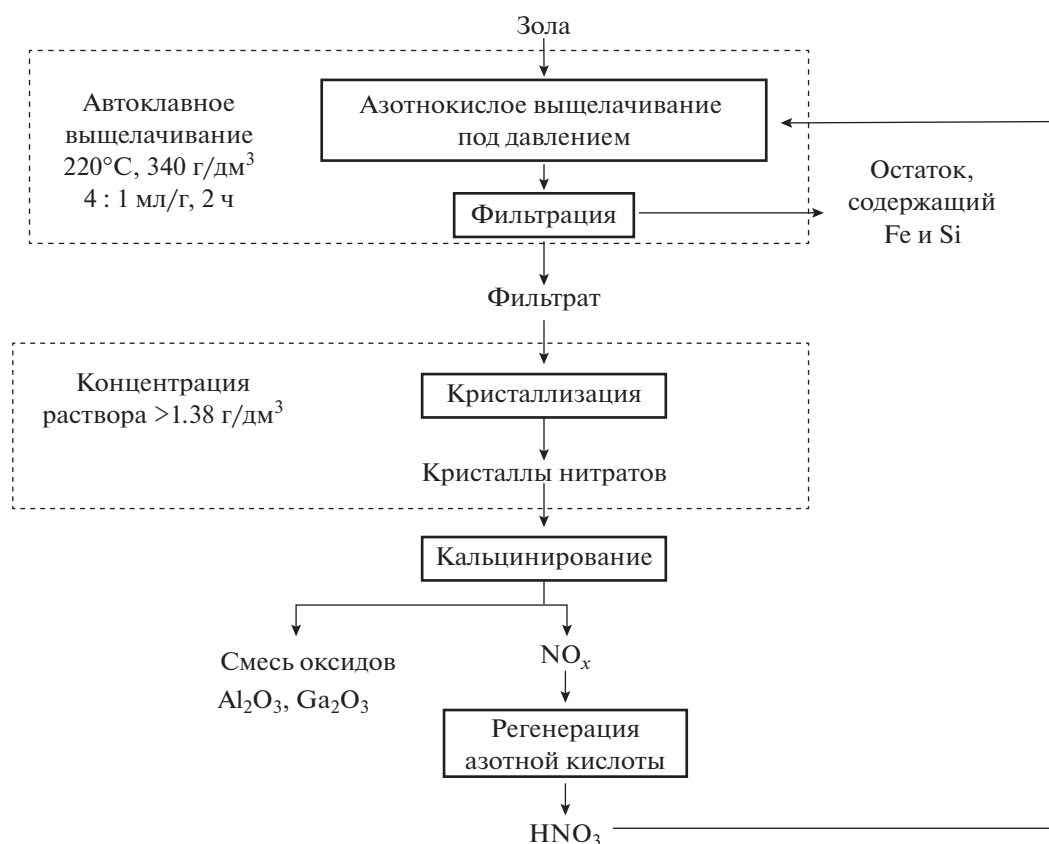 Зола
Автоклавное
выщелачивание
220°C, 340 г/дм³
4 : 1 мл/г, 2 ч
Азотнокислое выщелачивание
под давлением
Фильтрация
Остаток,
содержащий
Fe и Si
Фильтрат
Концентрация
раствора >1.38 г/дм³
Кристаллизация
Кристаллы нитратов
Кальцинирование
Смесь оксидов
Al₂O₃, Ga₂O₃
NOₓ
Регенерация
азотной кислоты
HNO₃